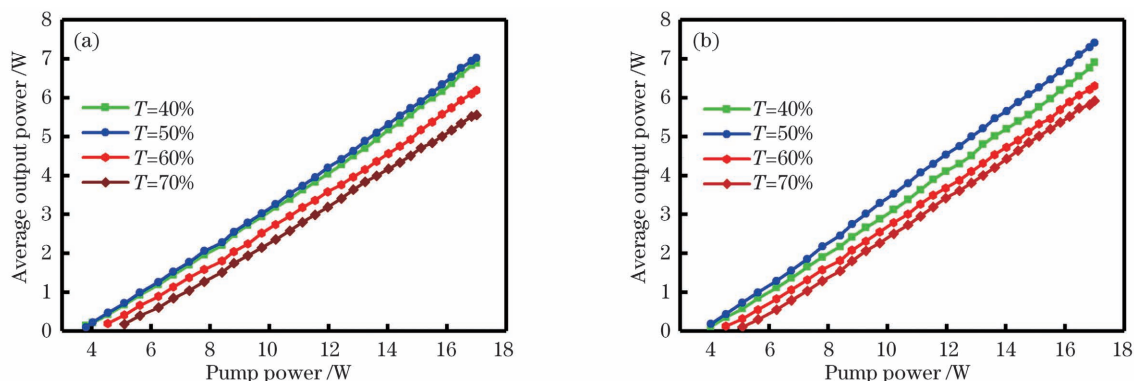 (a)
T=40%
T=50%
T=60%
T=70%
Average output power /W
8
7
6
5
4
3
2
1
0
4 6 8 10 12 14 16 18
Pump power /W
(b)
T=40%
T=50%
T=60%
T=70%
Average output power /W
8
7
6
5
4
3
2
1
0
4 6 8 10 12 14 16 18
Pump power /W